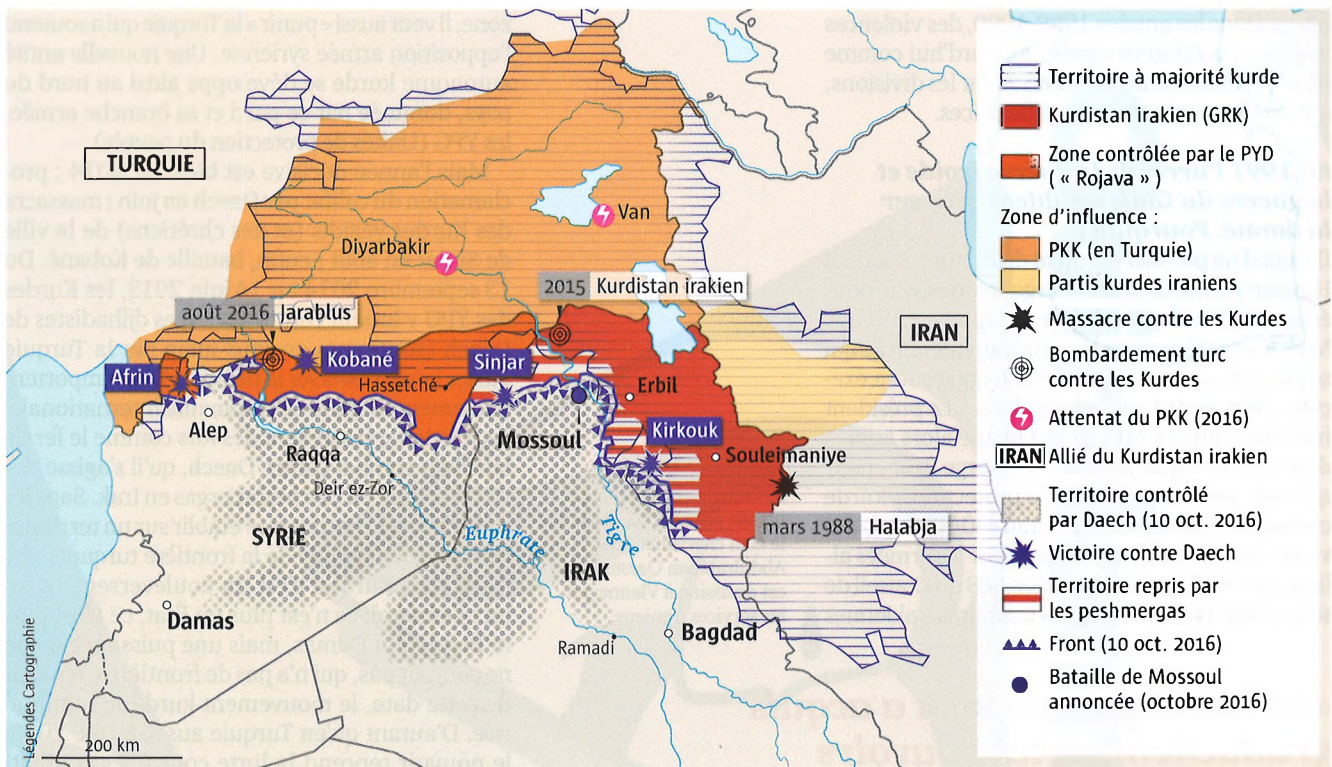 TURQUIE
Van
Diyarbakir
2015 Kurdistan irakien
août 2016 Jarablus
IRAN
Kobané
Sinjar
Afrin
Hassetché
Erbil
Alep
Mossoul
Kirkouk
Raqqa
Souleimaniye
Deir ez-Zor
mars 1988 Halabja
SYRIE
Euphrate
Tigre
IRAK
Damas
Bagdad
Ramadi
200 km
Légendes Cartographie
Territoire à majorité kurde
Kurdistan irakien (GRK)
Zone contrôlée par le PYD
( « Rojava » )
Zone d'influence :
PKK (en Turquie)
Partis kurdes iraniens
Massacre contre les Kurdes
Bombardement turc
contre les Kurdes
Attentat du PKK (2016)
IRAN Allié du Kurdistan irakien
Territoire contrôlé
par Daech (10 oct. 2016)
Victoire contre Daech
Territoire repris par
les peshmergas
Front (10 oct. 2016)
Bataille de Mossoul
annoncée (octobre 2016)